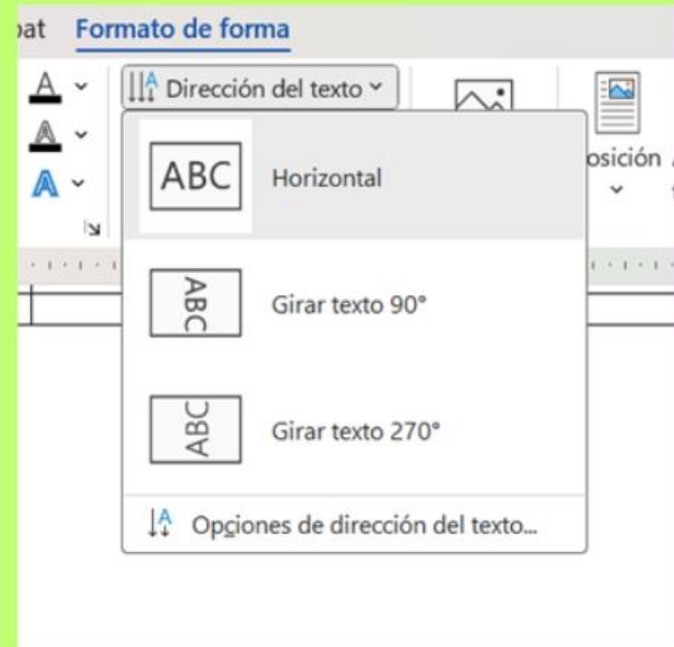 Formato de forma
A
Dirección del texto
A
A
ABC
Horizontal
ABC
Girar texto 90°
ABC
Girar texto 270°
Opciones de dirección del texto...